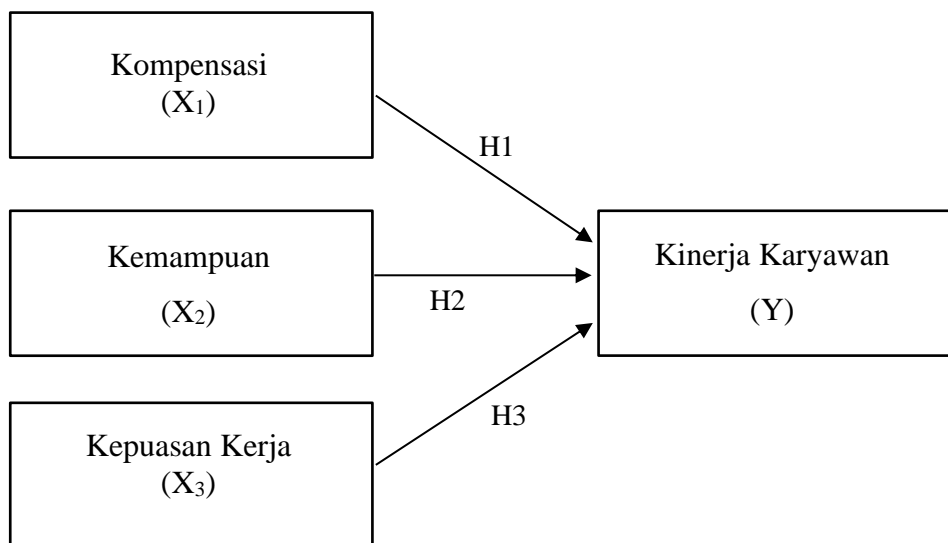 Kompensasi
(X₁)
H1
Kemampuan
(X₂)
H2
Kinerja Karyawan
(Y)
H3
Kepuasan Kerja
(X₃)